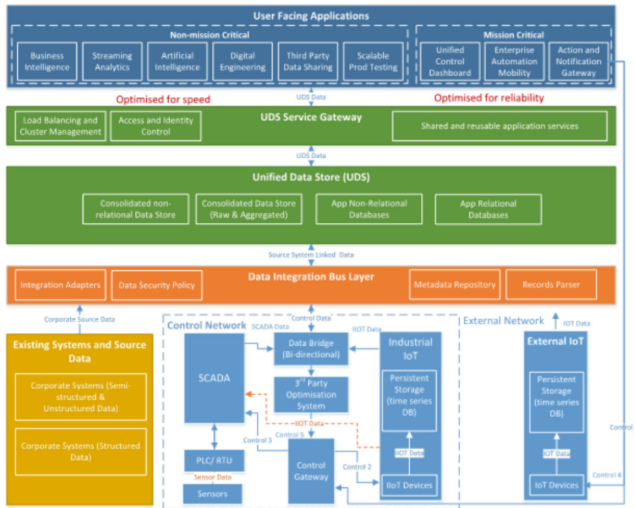 User Facing Applications
Non-mission Critical
Mission Critical
Business
Intelligence
Streaming
Analytics
Artificial
Intelligence
Digital
Engineering
Third Party
Data Sharing
Scalable
Prod Testing
Unified
Control
Dashboard
Enterprise
Automation
Mobility
Action and
Notification
Gateway
Optimised for speed
UDS Data
Optimised for reliability
UDS Service Gateway
Load Balancing and
Cluster Management
Access and Identity
Control
Shared and reusable application services
UDS Data
Unified Data Store (UDS)
Consolidated non-
relational Data Store
Consolidated Data Store
(Raw & Aggregated)
App Non-Relational
Databases
App Relational
Databases
Source System Linked Data
Data Integration Bus Layer
Integration Adapters
Data Security Policy
Metadata Repository
Records Parser
Corporate Source Data
Control Data
IOT Data
Control Network
SCADA Data
IIOT Data
External Network
Existing Systems and Source
Data
Corporate Systems (Semi-
structured &
Unstructured Data)
Corporate Systems (Structured
Data)
SCADA
Data Bridge
(Bi-directional)
3rd Party
Optimisation
System
Industrial
IoT
Persistent
Storage
(time series
DB)
External IoT
Persistent
Storage
(time series
DB)
IIOT Data
Control 3
Control 5
Control
PLC/ RTU
Sensor Data
Sensors
Control
Gateway
Control 2
IIOT Data
IIoT Devices
IOT Data
IoT Devices
Control 4